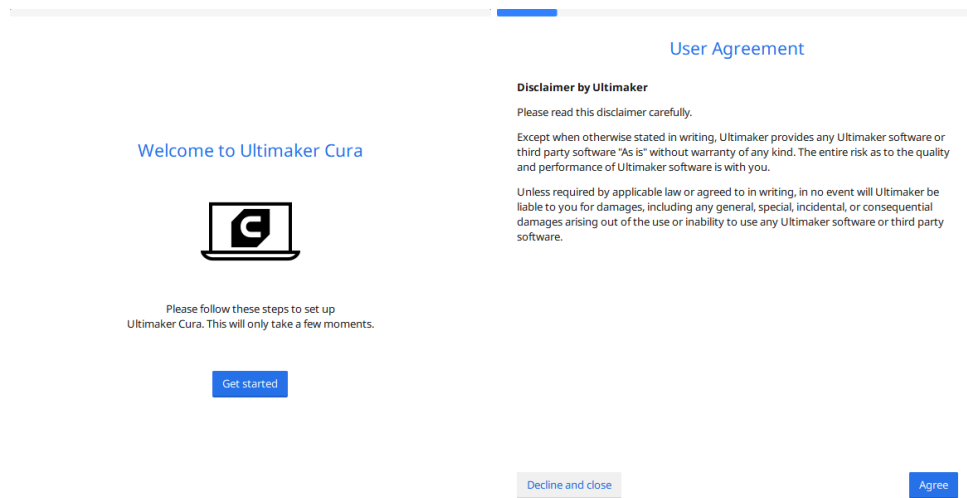 Welcome to Ultimaker Cura
Please follow these steps to set up
Ultimaker Cura. This will only take a few moments.
Get started
User Agreement
Disclaimer by Ultimaker
Please read this disclaimer carefully.
Except when otherwise stated in writing, Ultimaker provides any Ultimaker software or
third party software "As is" without warranty of any kind. The entire risk as to the quality
and performance of Ultimaker software is with you.
Unless required by applicable law or agreed to in writing, in no event will Ultimaker be
liable to you for damages, including any general, special, incidental, or consequential
damages arising out of the use or inability to use any Ultimaker software or third party
software.
Decline and close
Agree